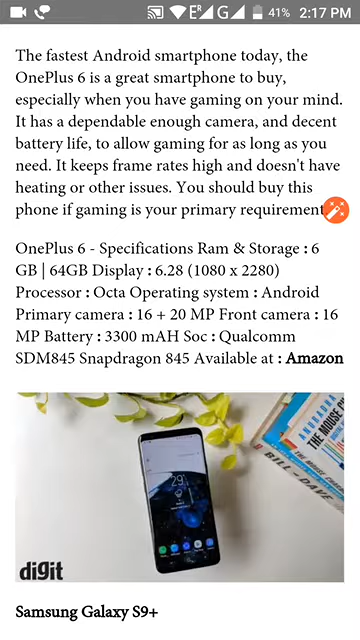 E R G 41% 2:17 PM
The fastest Android smartphone today, the
OnePlus 6 is a great smartphone to buy,
especially when you have gaming on your mind.
It has a dependable enough camera, and decent
battery life, to allow gaming for as long as you
need. It keeps frame rates high and doesn't have
heating or other issues. You should buy this
phone if gaming is your primary requirement
OnePlus 6 - Specifications Ram & Storage : 6
GB | 64GB Display : 6.28 (1080 x 2280)
Processor : Octa Operating system : Android
Primary camera : 16 + 20 MP Front camera : 16
MP Battery : 3300 mAH Soc : Qualcomm
SDM845 Snapdragon 845 Available at : Amazon
THE MOUSE
BILL DAVE
29°
digit
Samsung Galaxy S9+